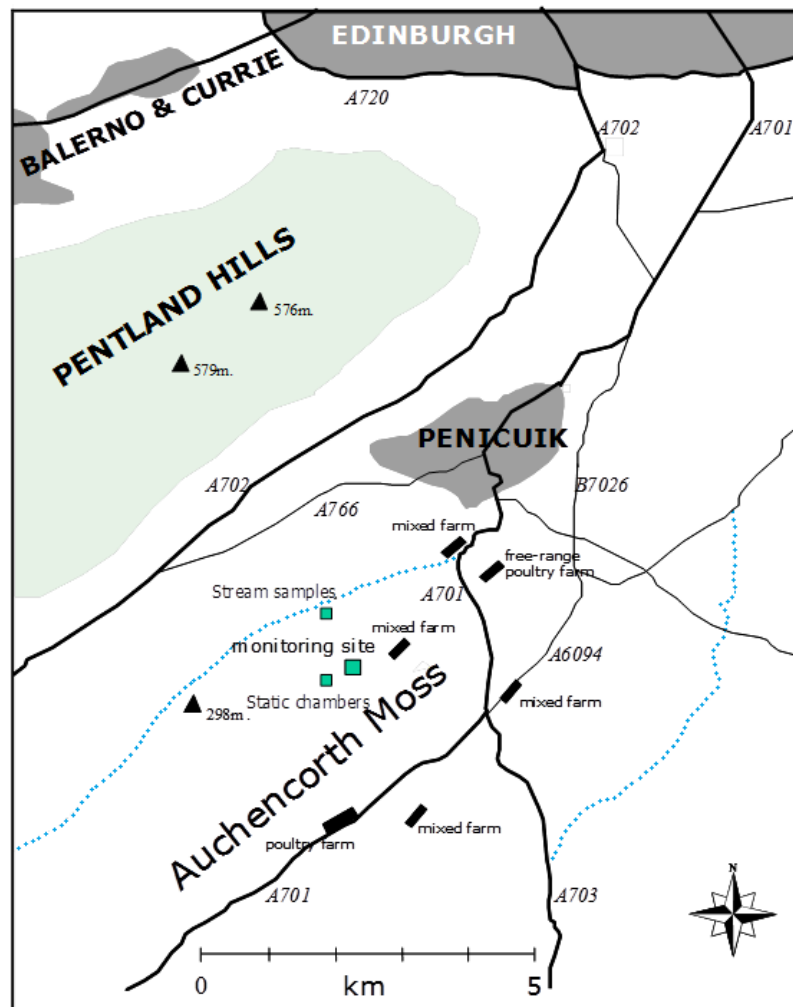 EDINBURGH
BALERNO & CURRIE
A720
A702
A701
PENTLAND HILLS
576m.
579m.
PENICUIK
A702
A766
B7026
mixed farm
free-range
poultry farm
Stream samples
A701
mixed farm
monitoring site
A6094
Static chambers
mixed farm
298m.
Auchencorth Moss
poultry farm
mixed farm
A701
A703
N
0
km
5